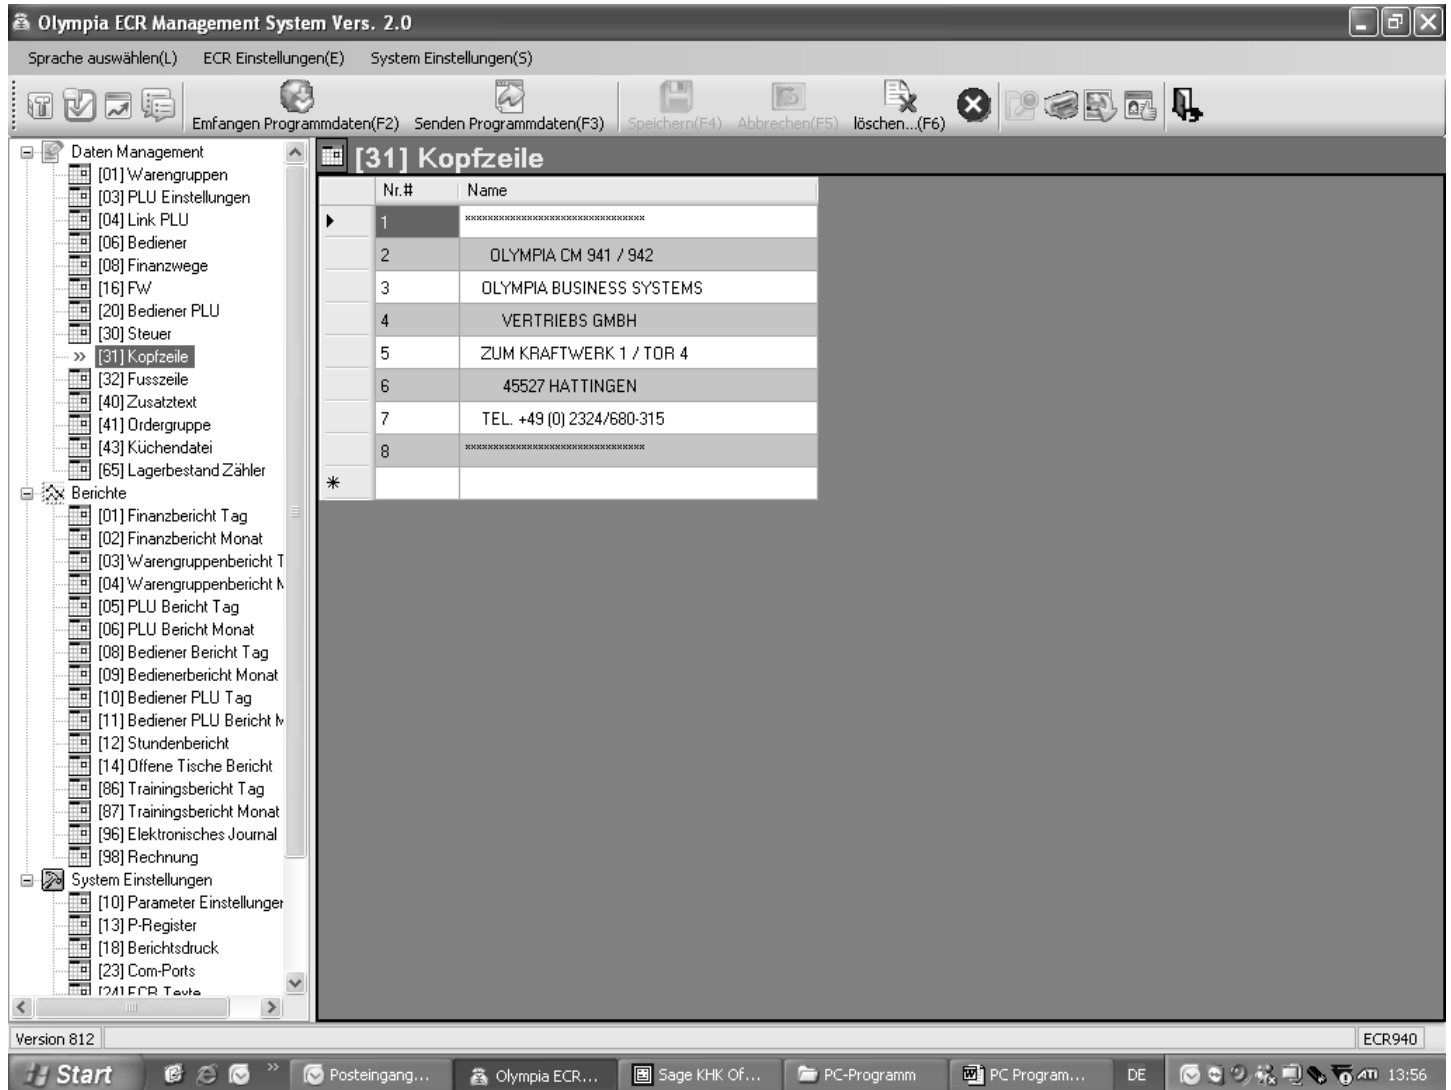 Olympia ECR Management System Vers. 2.0
Sprache auswählen(L) ECR Einstellungen(E) System Einstellungen(S)
Emfangen Programmdaten(F2) Senden Programmdaten(F3) Speichern(F4) Abbrechen(F5) löschen...(F6)
Daten Management
[01] Warengruppen
[03] PLU Einstellungen
[04] Link PLU
[06] Bediener
[08] Finanzwege
[16] FW
[20] Bediener PLU
[30] Steuer
» [31] Kopfzeile
[32] Fusszeile
[40] Zusatztext
[41] Ordergruppe
[43] Küchendatei
[65] Lagerbestand Zähler
Berichte
[01] Finanzbericht Tag
[02] Finanzbericht Monat
[03] Warengruppenbericht T
[04] Warengruppenbericht M
[05] PLU Bericht Tag
[06] PLU Bericht Monat
[08] Bediener Bericht Tag
[09] Bedienerbericht Monat
[10] Bediener PLU Tag
[11] Bediener PLU Bericht M
[12] Stundenbericht
[14] Offene Tische Bericht
[86] Trainingsbericht Tag
[87] Trainingsbericht Monat
[96] Elektronisches Journal
[98] Rechnung
System Einstellungen
[10] Parameter Einstellunger
[13] P-Register
[18] Berichtsdruck
[23] Com-Ports
[24] ECR Texte
[31] Kopfzeile
Nr.# Name
1 ********************************
2 OLYMPIA CM 941 / 942
3 OLYMPIA BUSINESS SYSTEMS
4 VERTRIEBS GMBH
5 ZUM KRAFTWERK 1 / TOR 4
6 45527 HATTINGEN
7 TEL. +49 (0) 2324/680-315
8 ********************************
*
Version 812 ECR940
Start » Posteingang... Olympia ECR... Sage KHK Of... PC-Programm PC Program... DE ATI 13:56